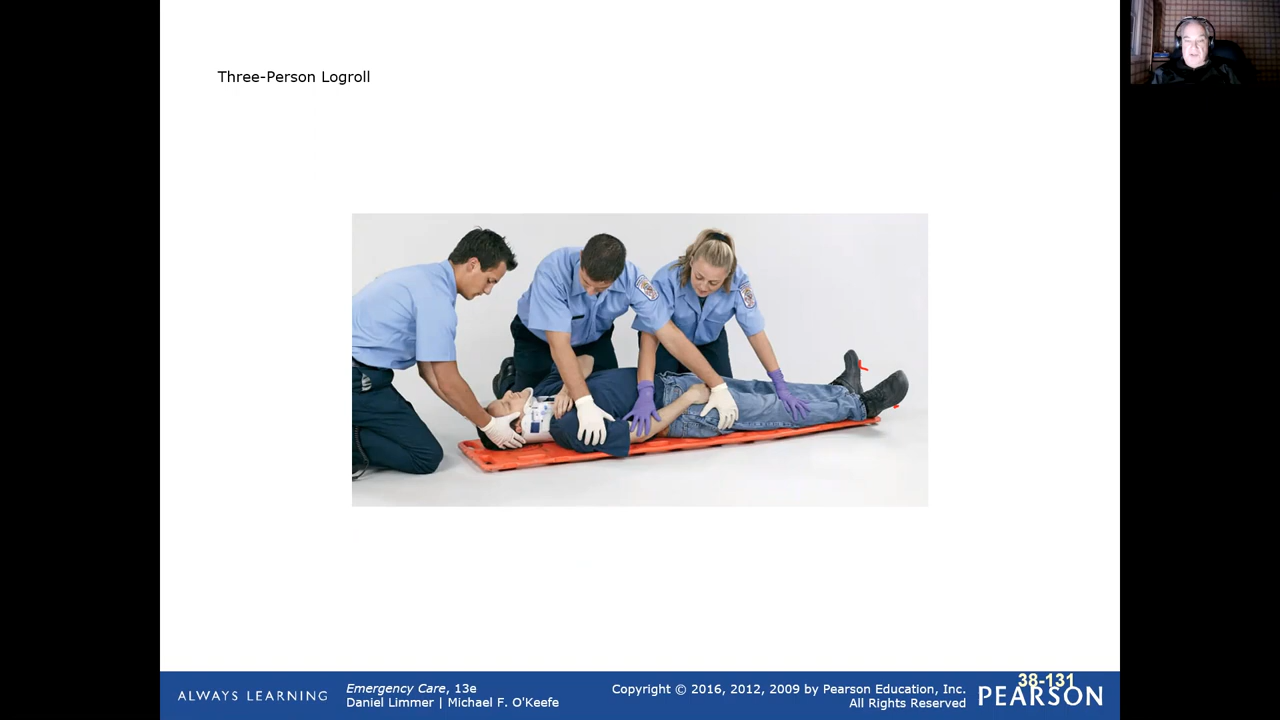 Three-Person Logroll
ALWAYS LEARNING
Emergency Care, 13e
Daniel Limmer | Michael F. O'Keefe
Copyright © 2016, 2012, 2009 by Pearson Education, Inc.
All Rights Reserved
38-131
PEARSON